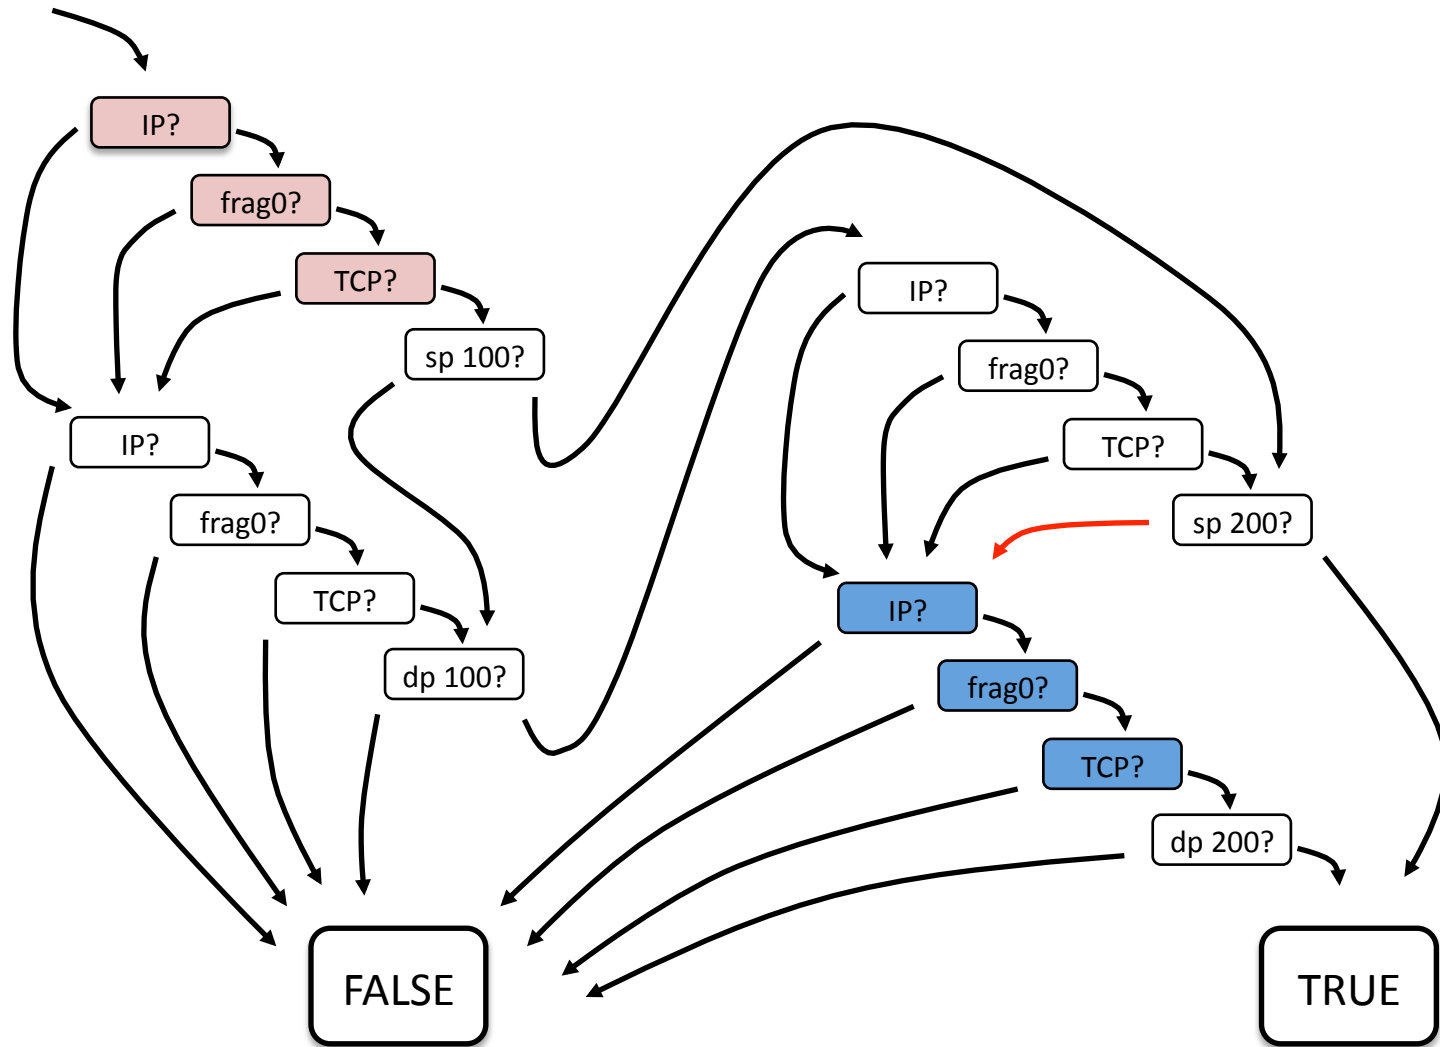 IP?
frag0?
TCP?
sp 100?
IP?
frag0?
TCP?
dp 100?
IP?
frag0?
TCP?
sp 200?
IP?
frag0?
TCP?
dp 200?
FALSE
TRUE